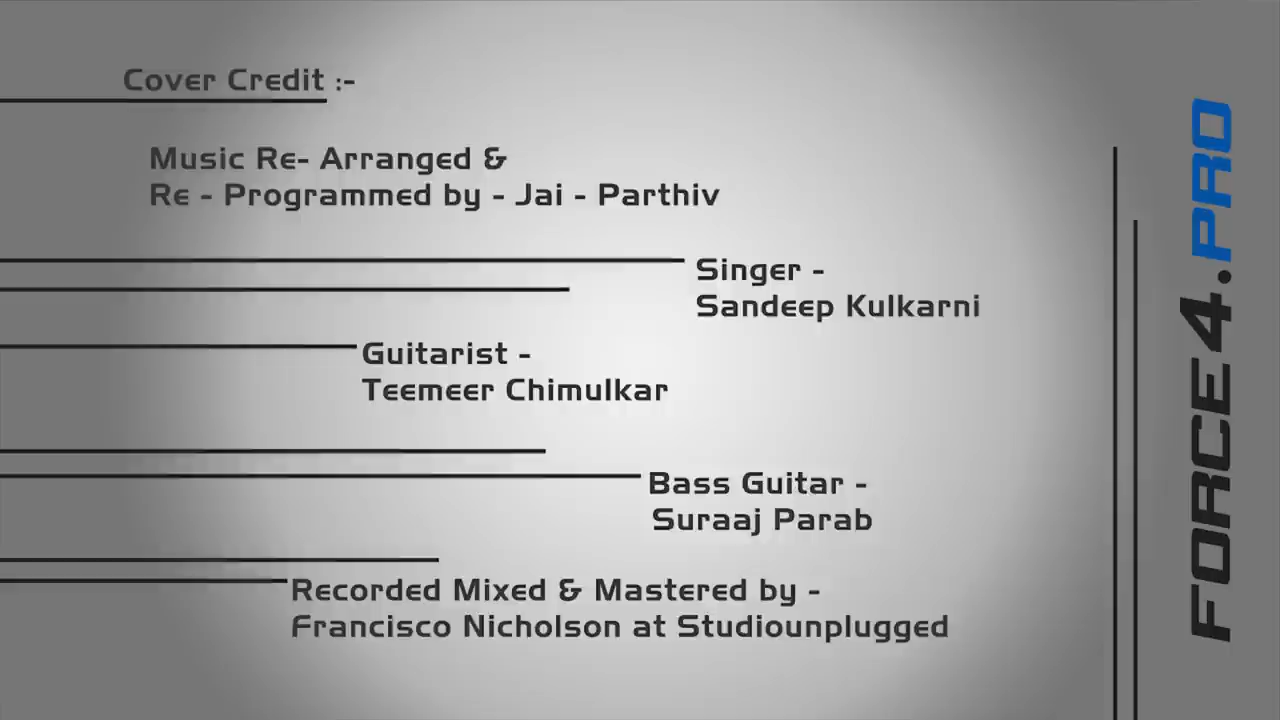 Cover Credit :-
Music Re- Arranged &
Re - Programmed by - Jai - Parthiv
Singer -
Sandeep Kulkarni
Guitarist -
Teemeer Chimulkar
Bass Guitar -
Suraaj Parab
Recorded Mixed & Mastered by -
Francisco Nicholson at Studiounplugged
FORCE4.PRO